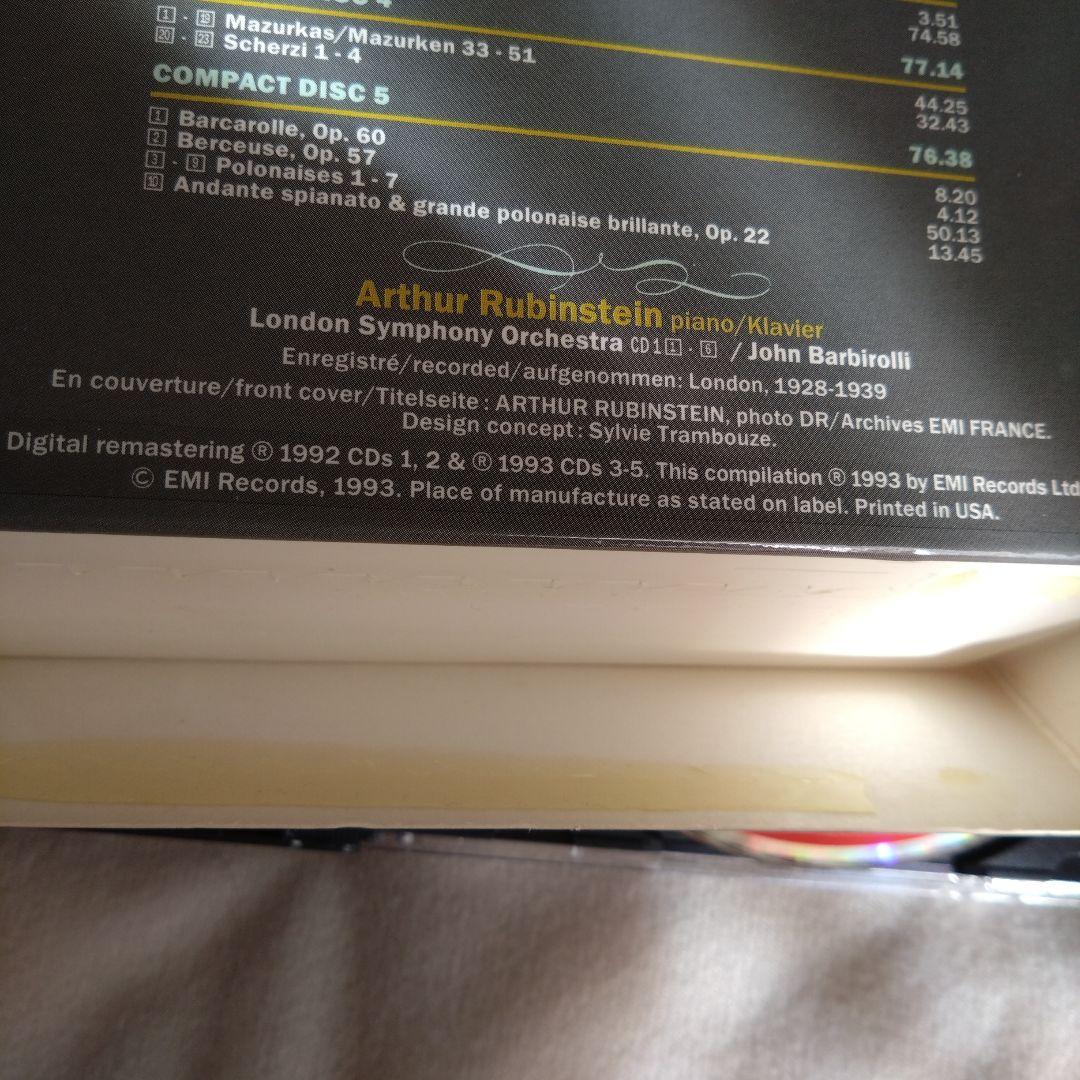 4
3.51
74.58
1 - 19 Mazurkas/Mazurken 33 - 51
20 - 23 Scherzi 1 - 4
77.14
COMPACT DISC 5
44.25
32.43
76.38
1 Barcarolle, Op. 60
8.20
2 Berceuse, Op. 57
4.12
3 - 9 Polonaises 1 - 7
50.13
10 Andante spianato & grande polonaise brillante, Op. 22
13.45
Arthur Rubinstein piano/Klavier
London Symphony Orchestra CD1 1 - 6 / John Barbirolli
Enregistré/recorded/aufgenommen: London, 1928-1939
En couverture/front cover/Titelseite : ARTHUR RUBINSTEIN, photo DR/Archives EMI FRANCE.
Design concept : Sylvie Trambouze.
Digital remastering ℗ 1992 CDs 1, 2 & ℗ 1993 CDs 3-5. This compilation ℗ 1993 by EMI Records Ltd
© EMI Records, 1993. Place of manufacture as stated on label. Printed in USA.